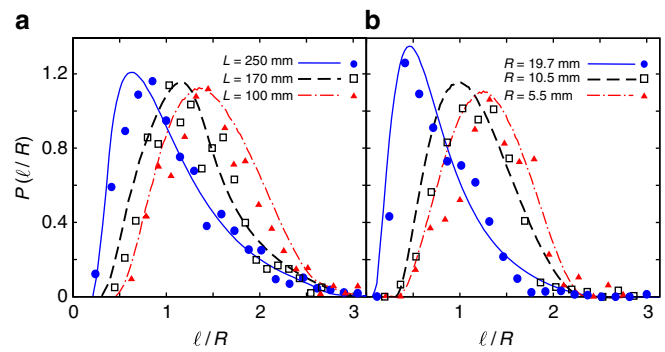 a
b
L = 250 mm
L = 170 mm
L = 100 mm
R = 19.7 mm
R = 10.5 mm
R = 5.5 mm
P(ℓ/R)
1.2
0.8
0.4
0
0 1 2 3
0 1 2 3
ℓ/R
ℓ/R